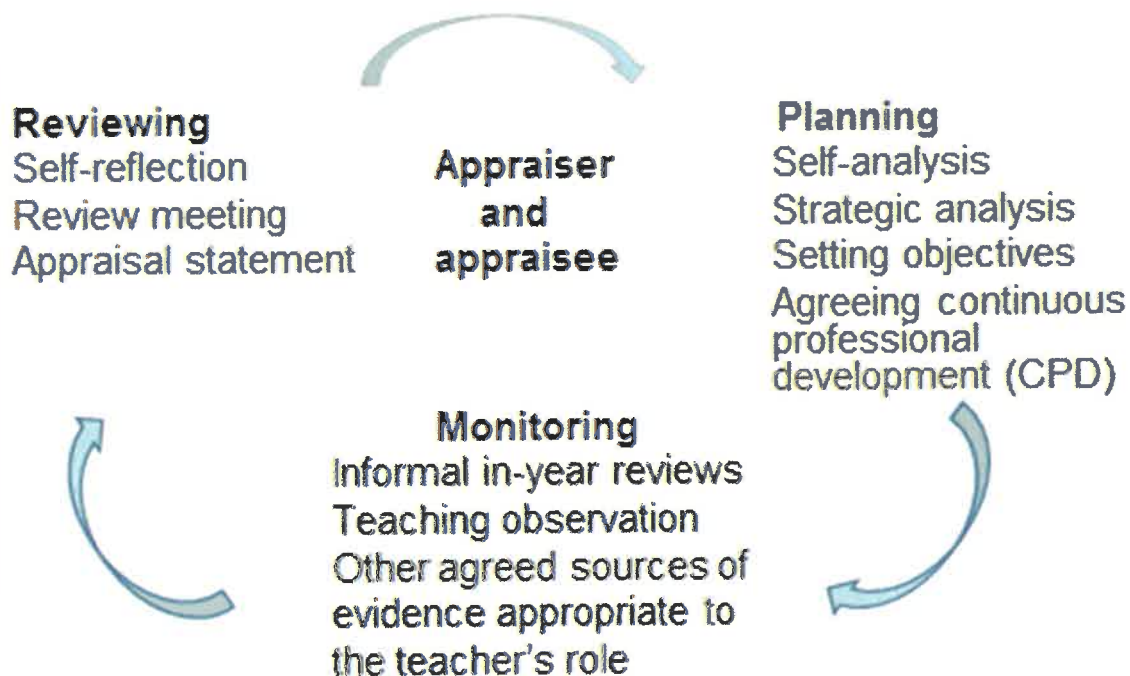 Reviewing
Self-reflection
Review meeting
Appraisal statement
Appraiser
and
appraisee
Planning
Self-analysis
Strategic analysis
Setting objectives
Agreeing continuous
professional
development (CPD)
Monitoring
Informal in-year reviews
Teaching observation
Other agreed sources of
evidence appropriate to
the teacher's role